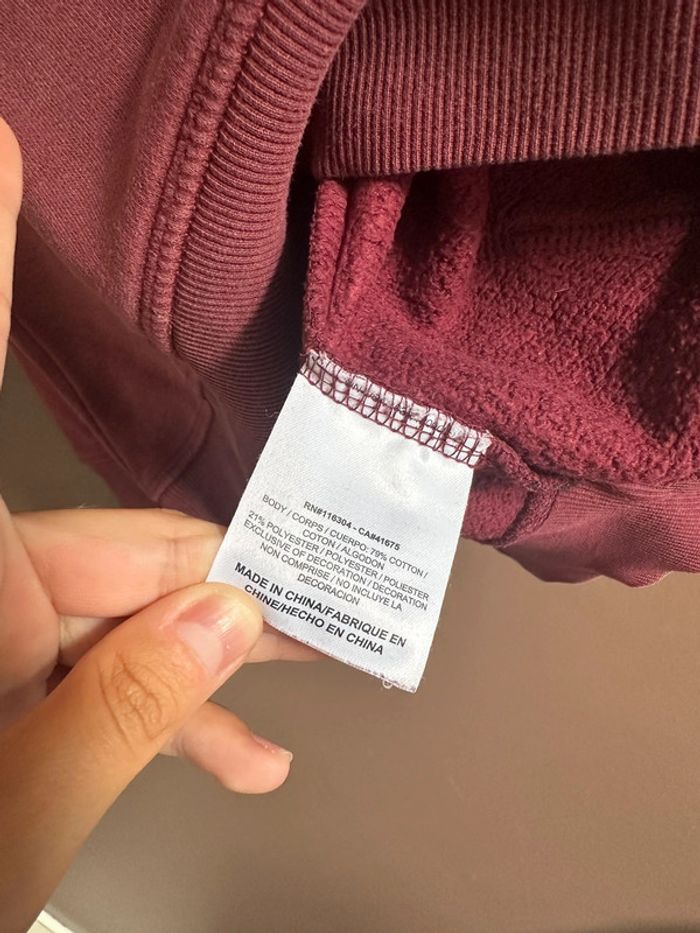 RN#116304 - CA#41675
BODY / CORPS / CUERPO: 79% COTTON /
COTON / ALGODON
21% POLYESTER / POLYESTER / POLIESTER
EXCLUSIVE OF DECORATION / DECORATION
NON COMPRISE / NO INCLUYE LA
DECORACION
MADE IN CHINA/FABRIQUE EN
CHINE/HECHO EN CHINA